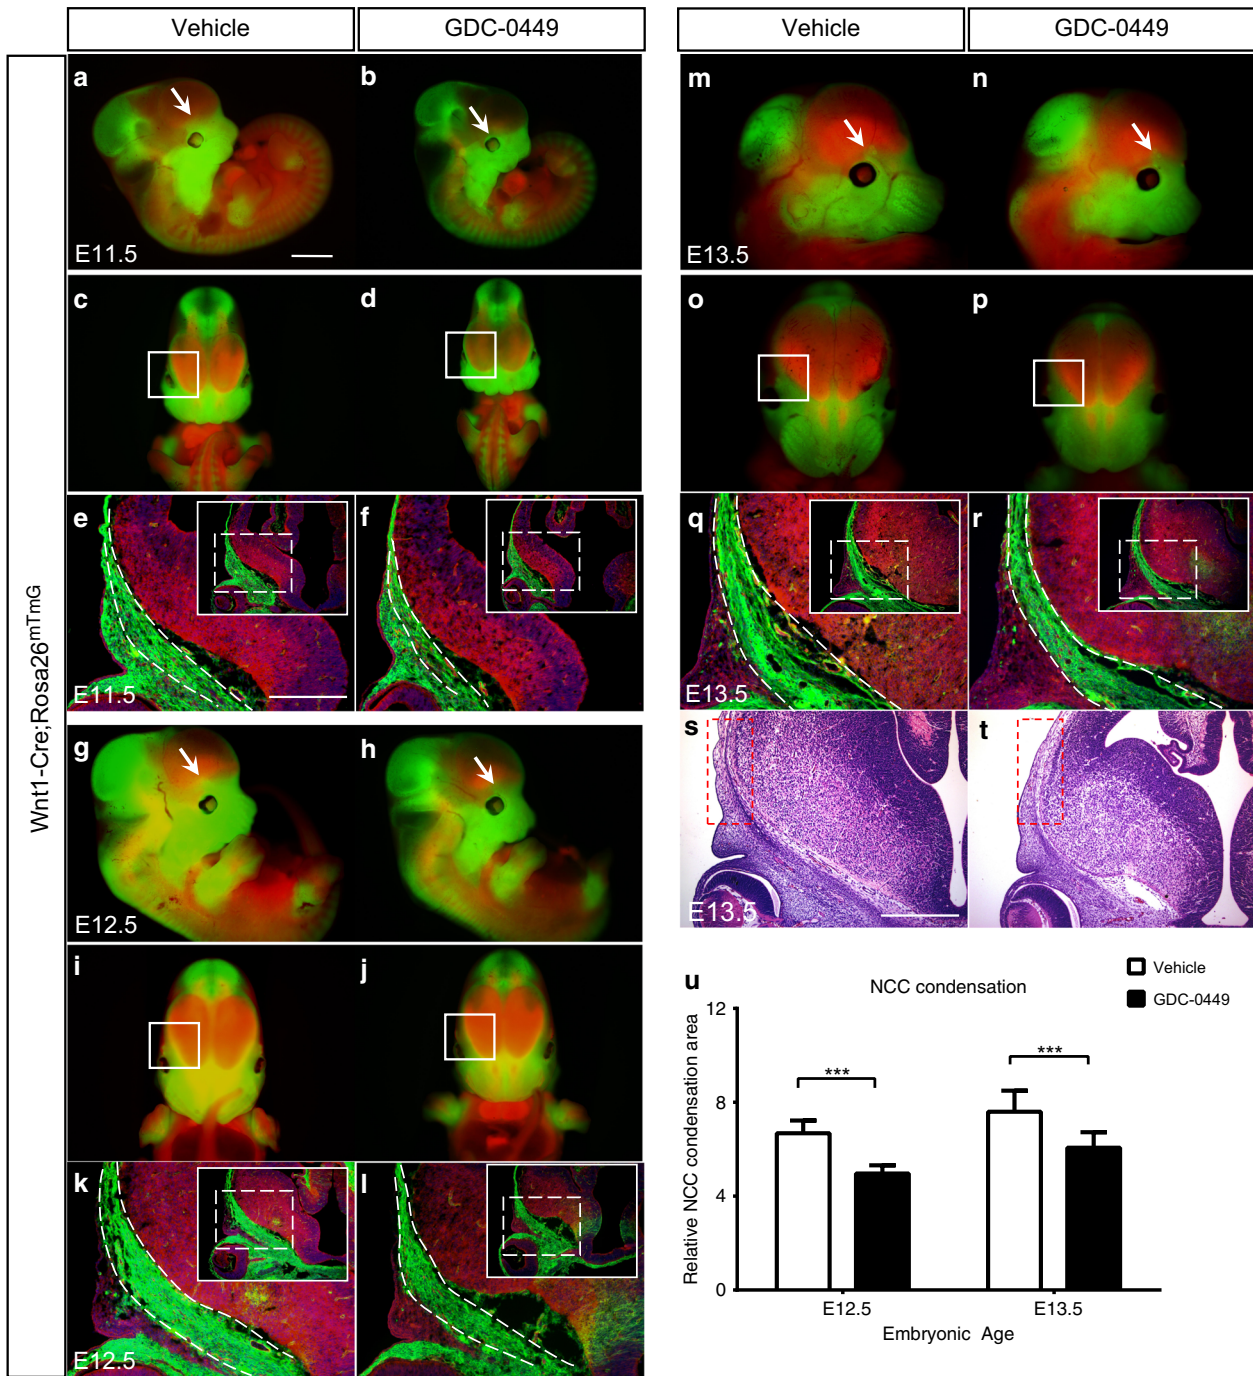 Vehicle
GDC-0449
Vehicle
GDC-0449
Wnt1-Cre;Rosa26mTmG
a
b
E11.5
c
d
e
f
E11.5
g
h
E12.5
i
j
k
l
E12.5
m
n
E13.5
o
p
q
r
E13.5
s
t
E13.5
u
NCC condensation
Vehicle
GDC-0449
Relative NCC condensation area
12
8
4
0
***
***
E12.5
E13.5
Embryonic Age